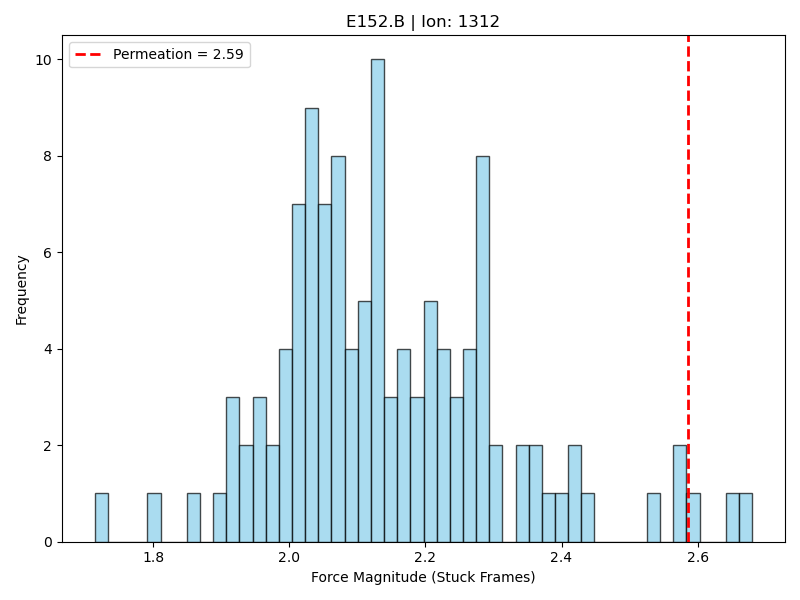 E152.B | Ion: 1312
Permeation = 2.59
10
8
6
4
2
0
Frequency
1.8
2.0
2.2
2.4
2.6
Force Magnitude (Stuck Frames)